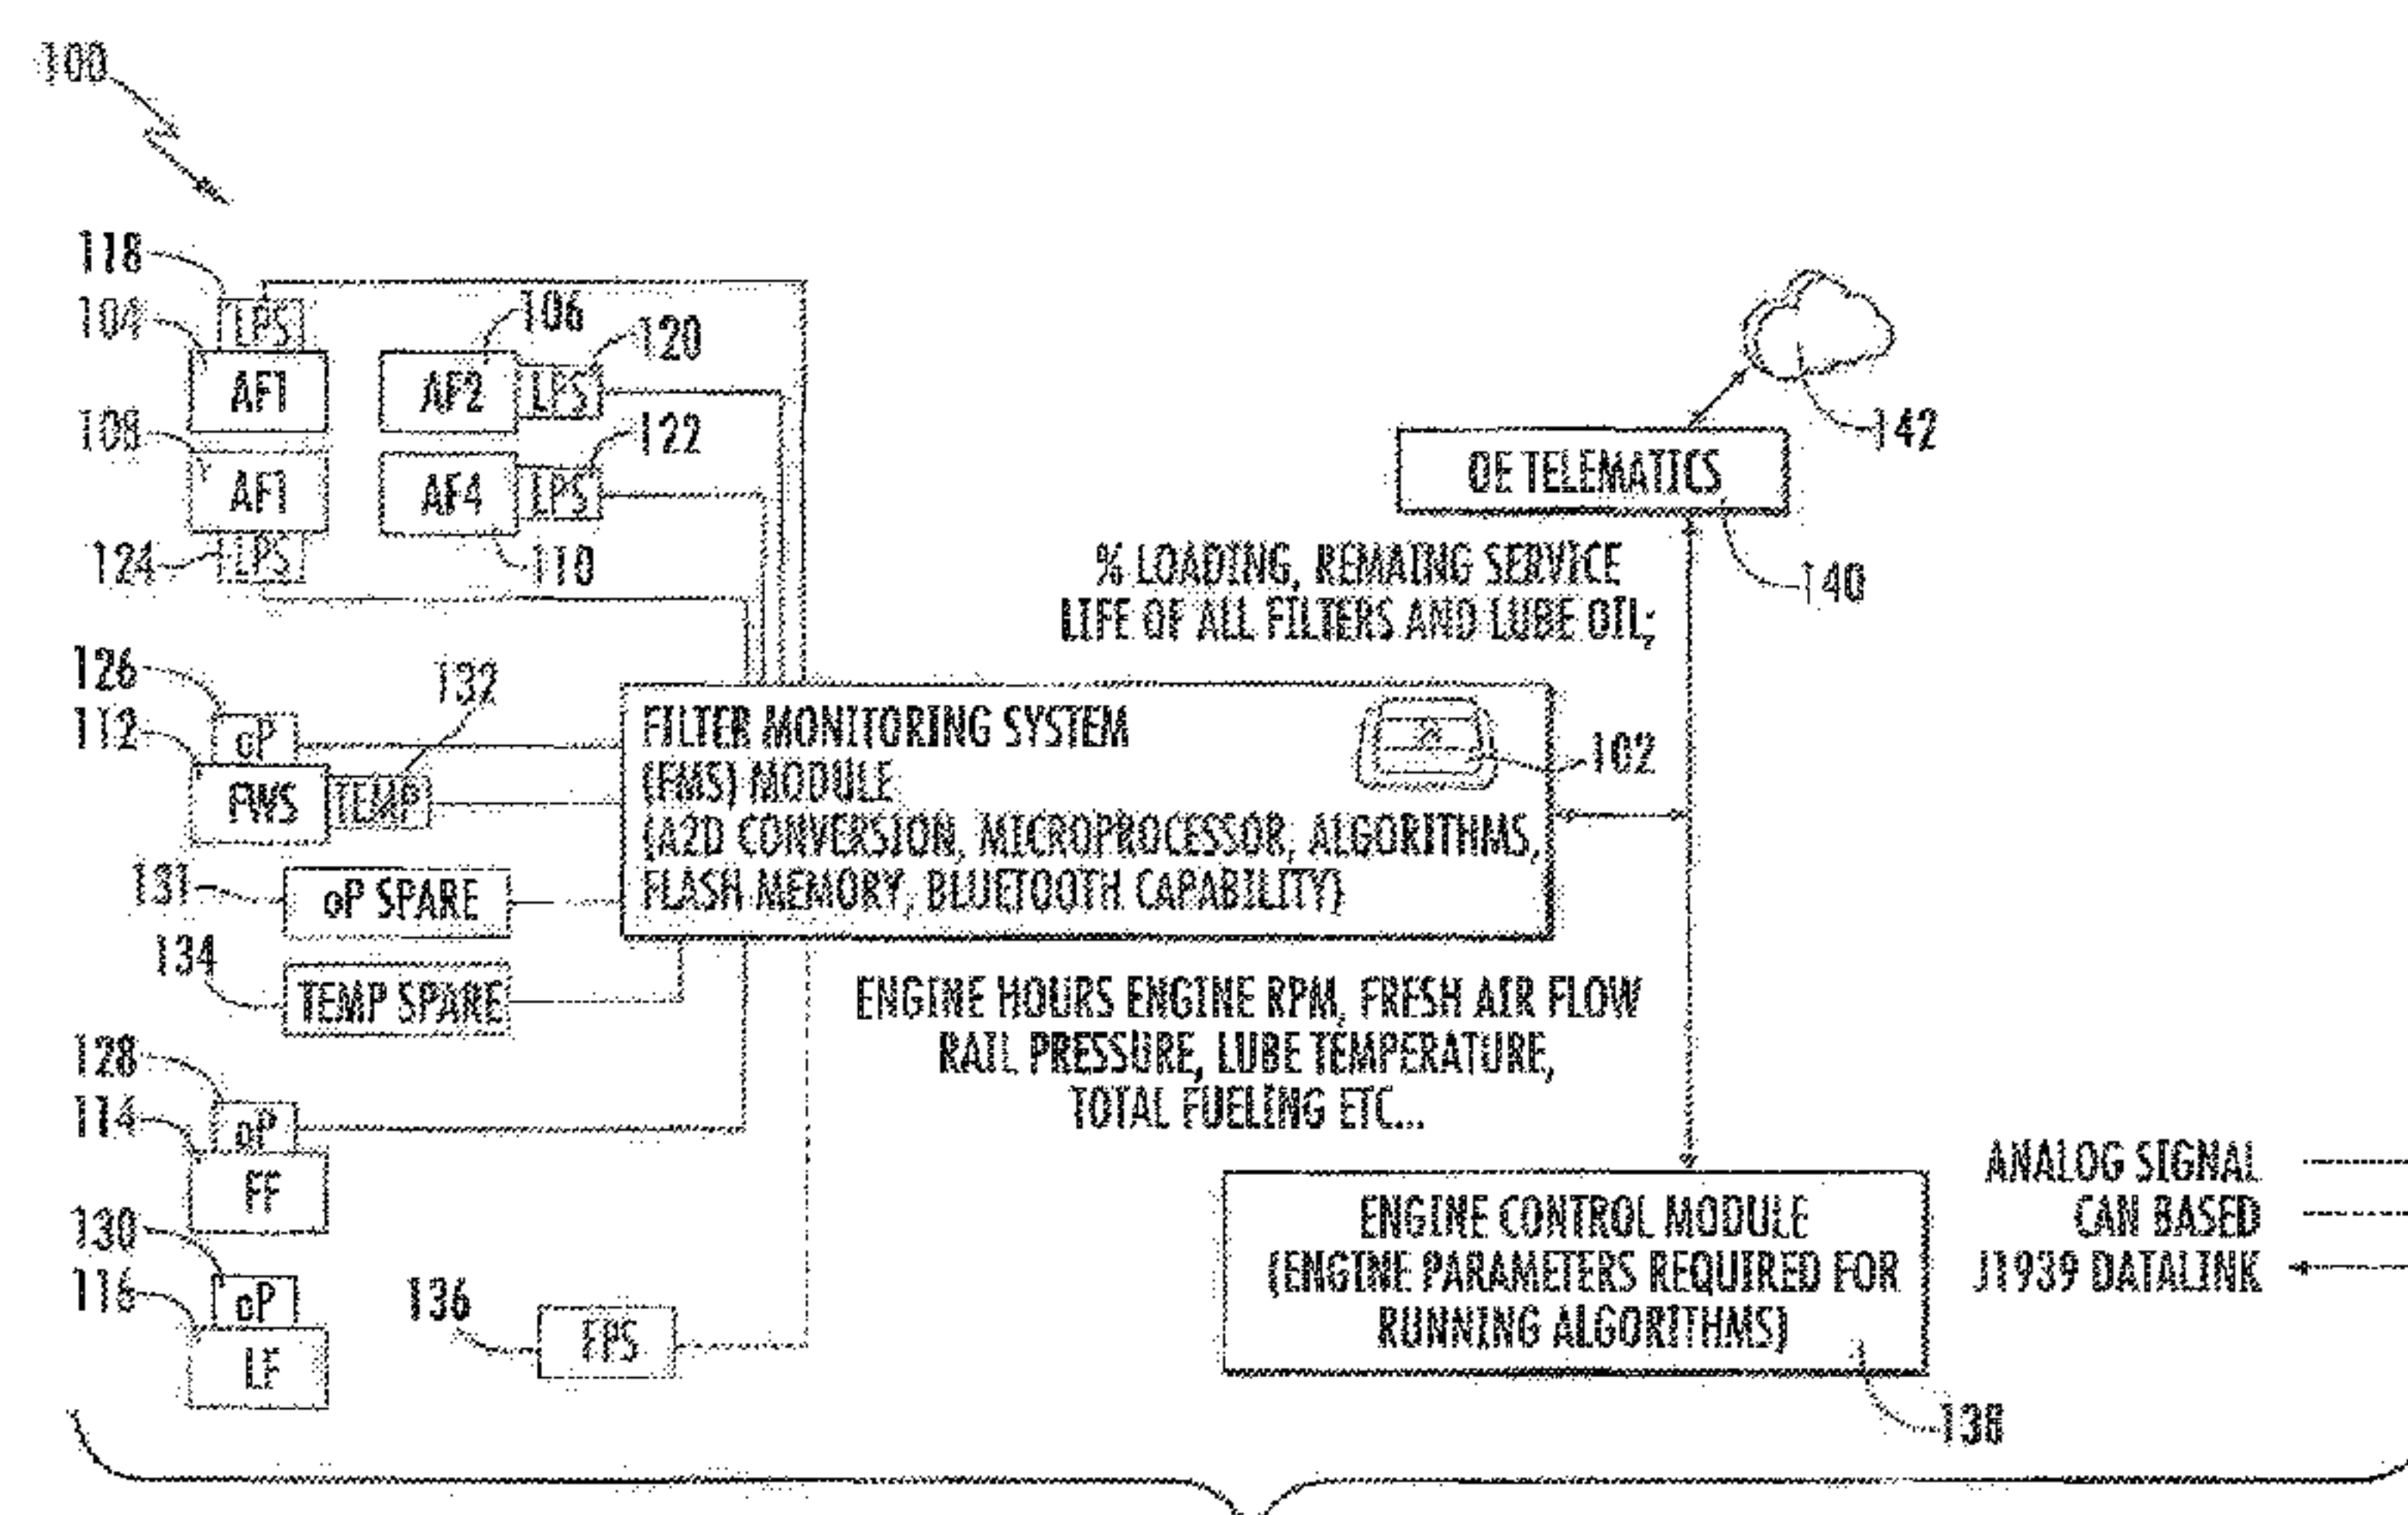 100
118
LPS
104
AF1
106
120
AF2
LPS
108
AF1
122
AF4
LPS
124
LPS
110
142
OE TELEMATICS
140
% LOADING, REMAING SERVICE
LIFE OF ALL FILTERS AND LUBE OIL;
126
oP
132
112
FWS
TEMP
FILTER MONITORING SYSTEM
(FMS) MODULE
(A2D CONVERSION, MICROPROCESSOR, ALGORITHMS,
FLASH MEMORY, BLUETOOTH CAPABILITY)
102
131
oP SPARE
134
TEMP SPARE
ENGINE HOURS ENGINE RPM, FRESH AIR FLOW
RAIL PRESSURE, LUBE TEMPERATURE,
TOTAL FUELING ETC...
128
oP
114
FF
130
oP
116
LF
136
FPS
ENGINE CONTROL MODULE
(ENGINE PARAMETERS REQUIRED FOR
RUNNING ALGORITHMS)
138
ANALOG SIGNAL
CAN BASED
J1939 DATALINK